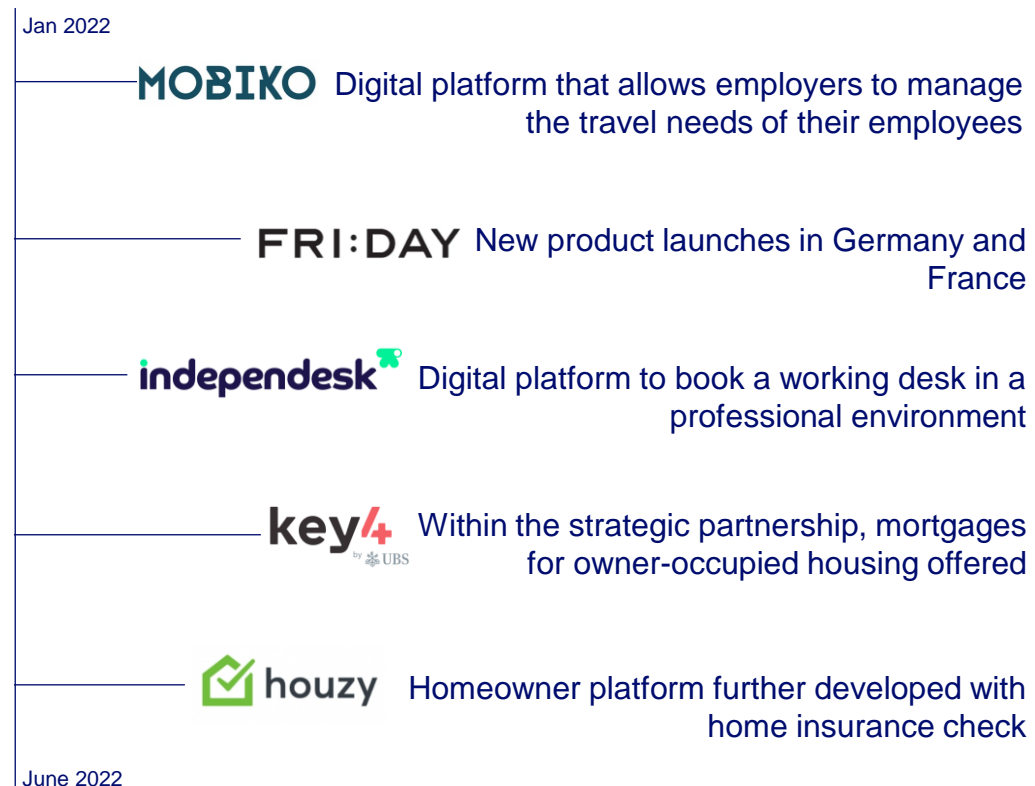 Jan 2022
MOBIKO Digital platform that allows employers to manage
the travel needs of their employees
FRI:DAY New product launches in Germany and
France
independesk Digital platform to book a working desk in a
professional environment
key4 Within the strategic partnership, mortgages
by UBS for owner-occupied housing offered
houzy Homeowner platform further developed with
home insurance check
June 2022